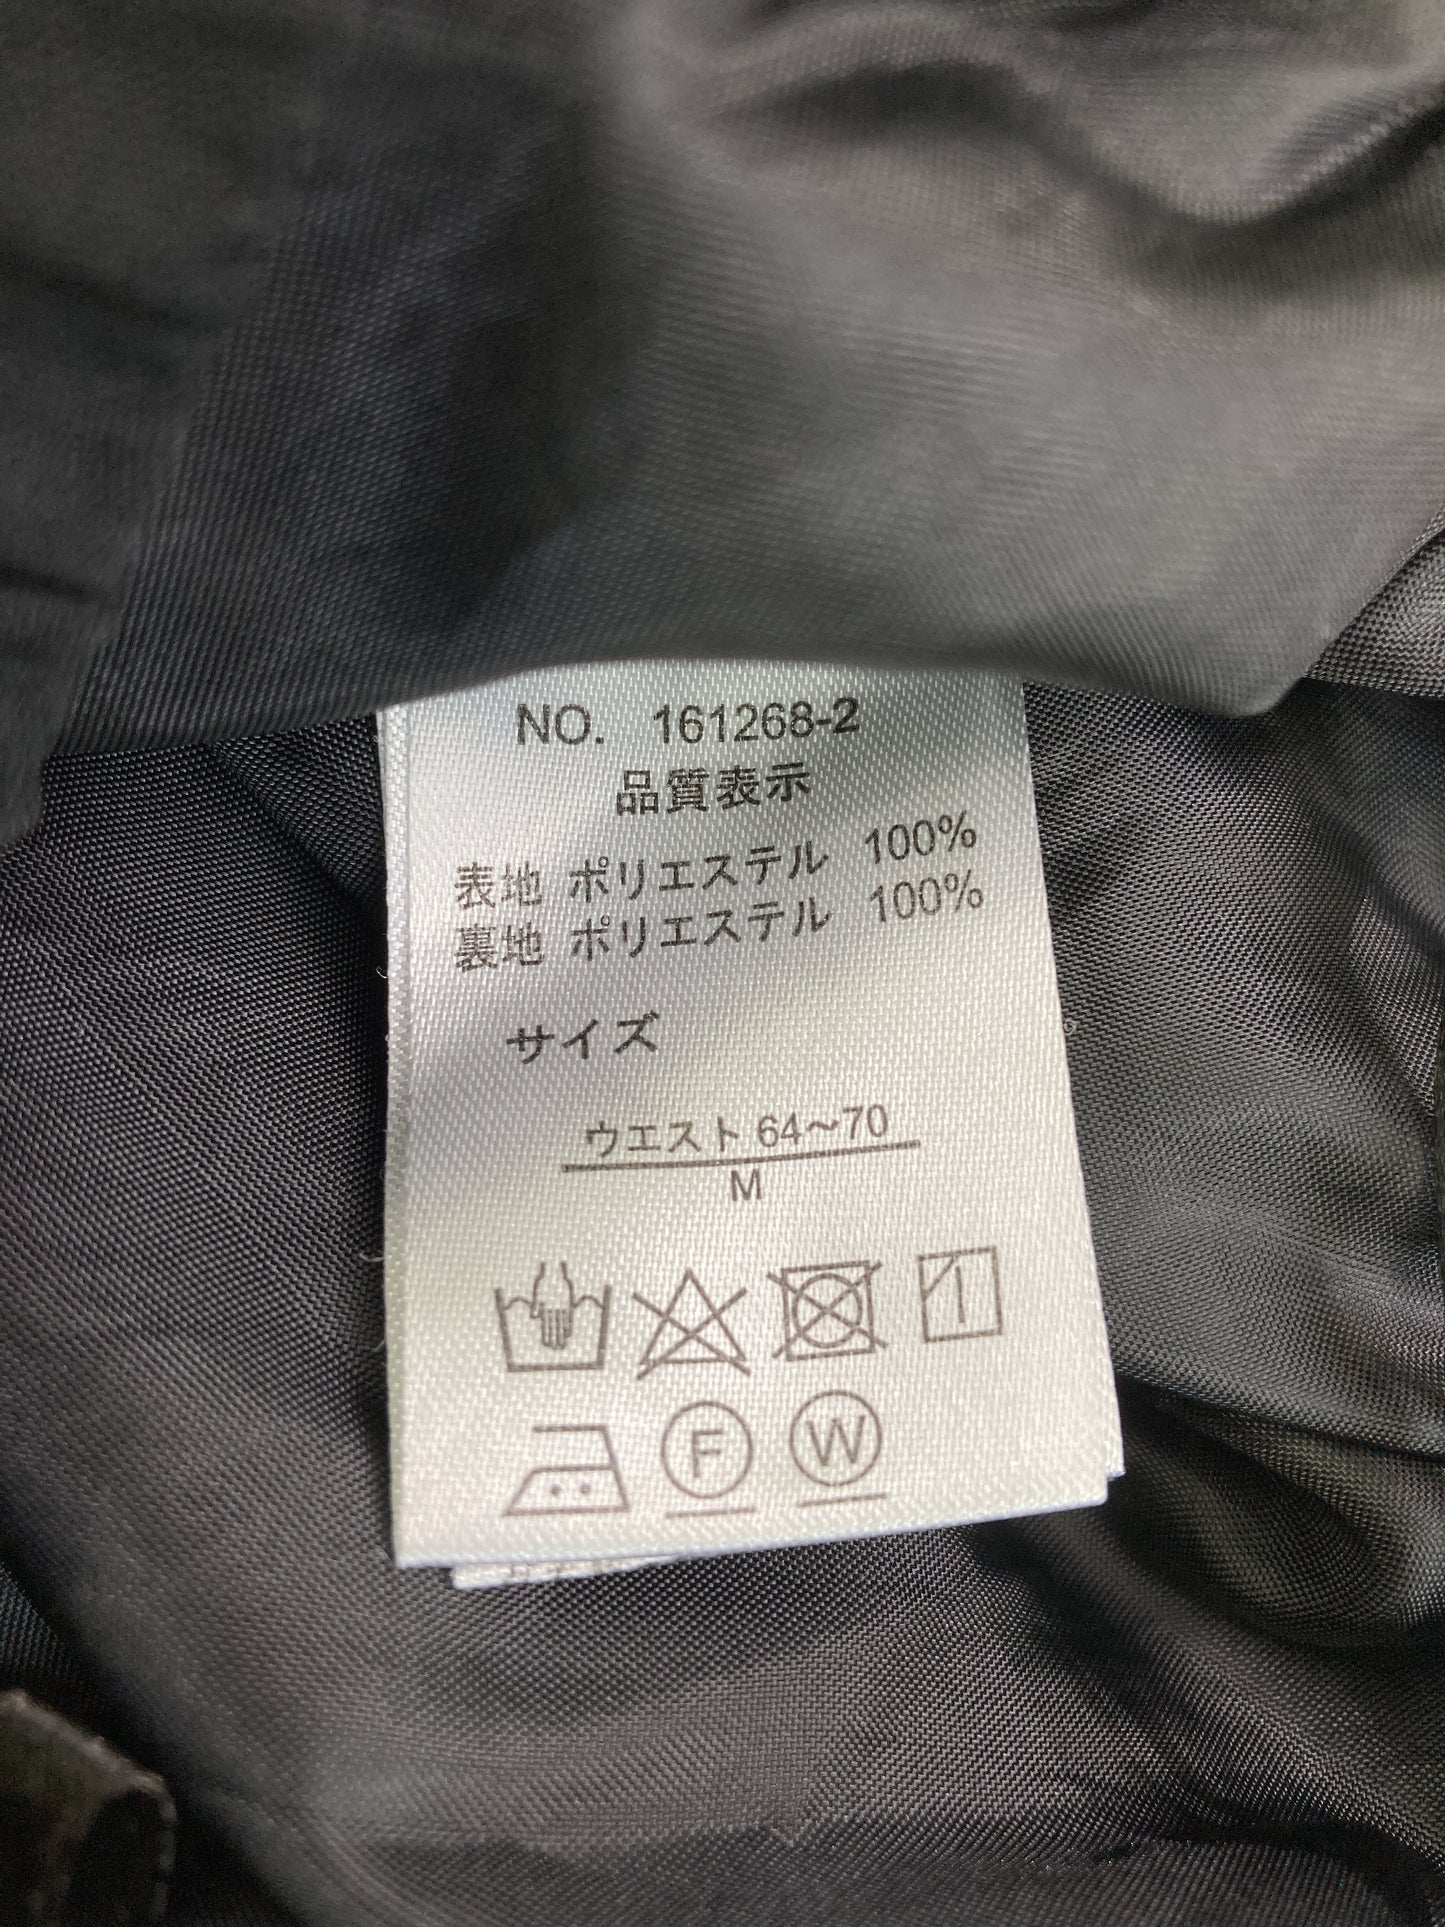 NO. 161268-2
品質表示
表地 ポリエステル 100%
裏地 ポリエステル 100%
サイズ
ウエスト 64～70
M
F W